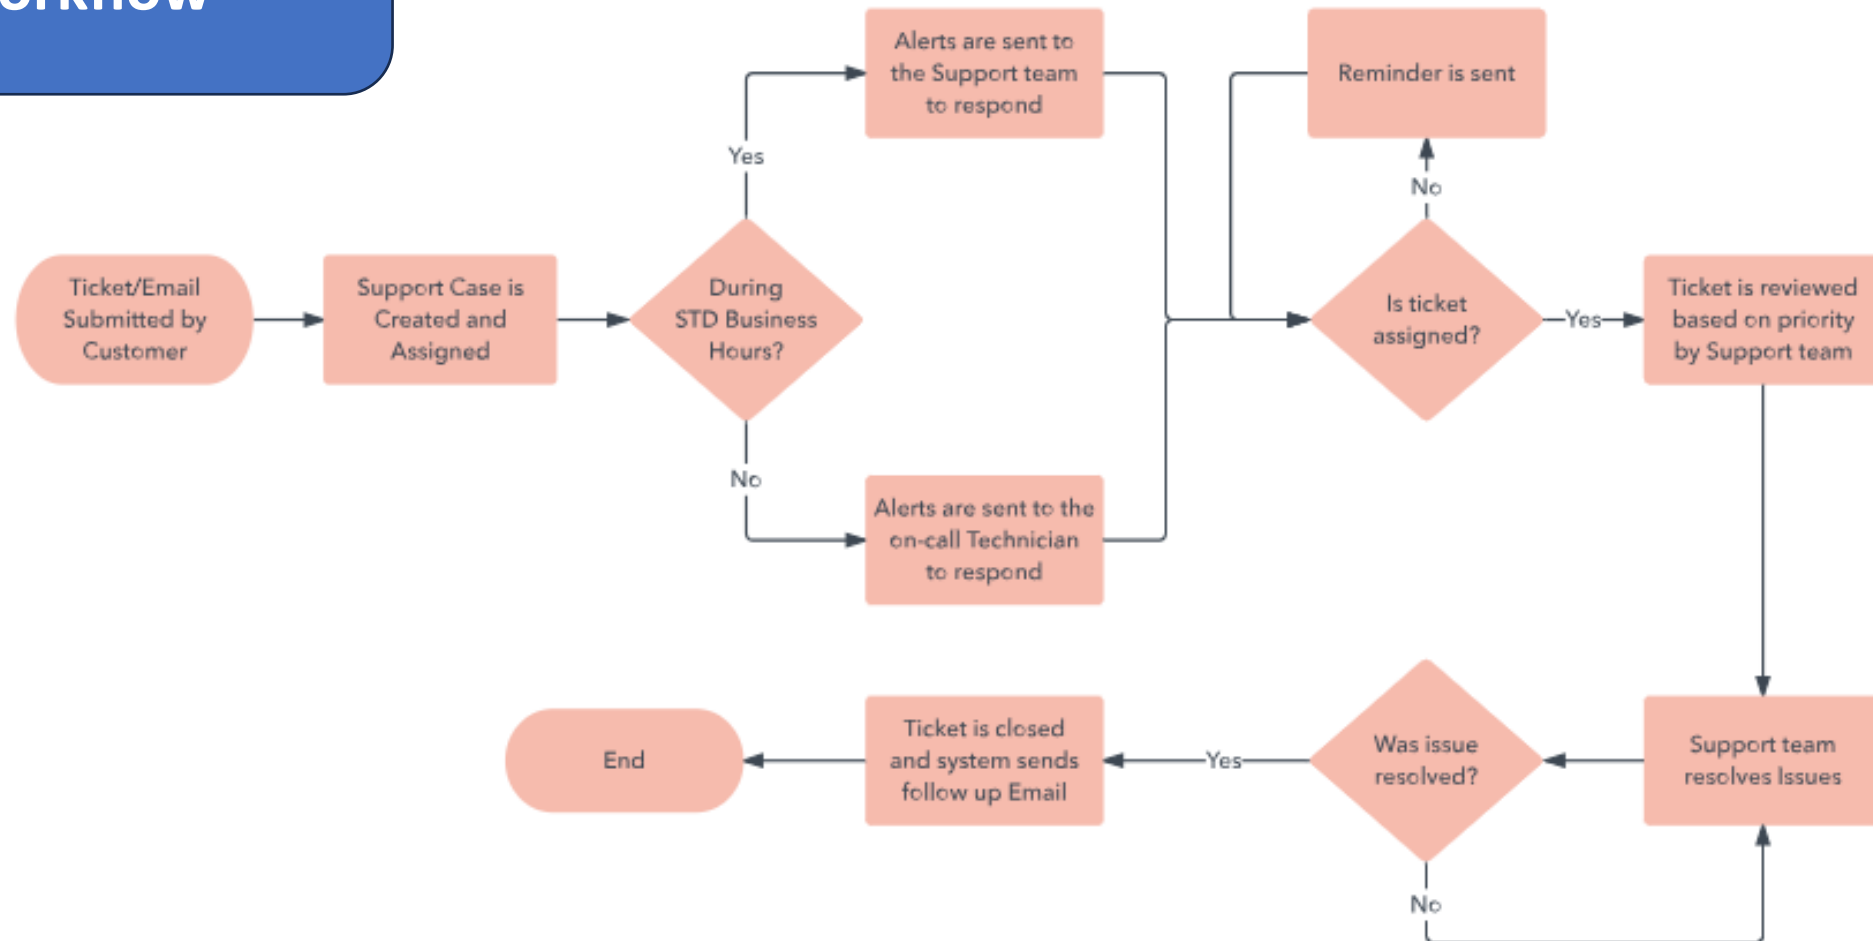 Alerts are sent to
the Support team
to respond
Reminder is sent
Yes
No
Ticket/Email
Submitted by
Customer
Support Case is
Created and
Assigned
During
STD Business
Hours?
Is ticket
assigned?
Yes
Ticket is reviewed
based on priority
by Support team
No
Alerts are sent to the
on-call Technician
to respond
End
Ticket is closed
and system sends
follow up Email
Yes
Was issue
resolved?
Support team
resolves Issues
No